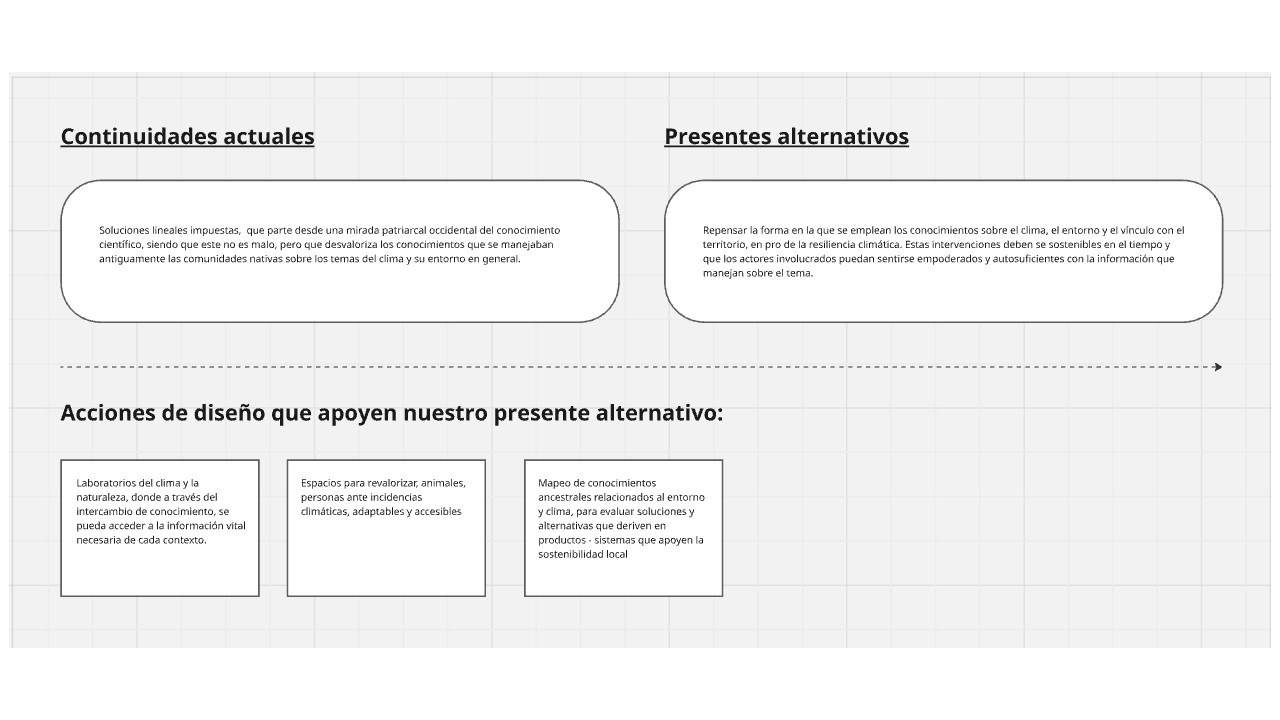 Continuidades actuales
Presentes alternativos
Soluciones lineales impuestas,  que parte desde una mirada patriarcal occidental del conocimiento
científico, siendo que este no es malo, pero que desvaloriza los conocimientos que se manejaban
antiguamente las comunidades nativas sobre los temas del clima y su entorno en general.
Repensar la forma en la que se emplean los conocimientos sobre el clima, el entorno y el vínculo con el
territorio, en pro de la resiliencia climática. Estas intervenciones deben se sostenibles en el tiempo y
que los actores involucrados puedan sentirse empoderados y autosuficientes con la información que
manejan sobre el tema.
Acciones de diseño que apoyen nuestro presente alternativo:
Laboratorios del clima y la
naturaleza, donde a través del
intercambio de conocimiento, se
pueda acceder a la información vital
necesaria de cada contexto.
Espacios para revalorizar, animales,
personas ante incidencias
climáticas, adaptables y accesibles
Mapeo de conocimientos
ancestrales relacionados al entorno
y clima, para evaluar soluciones y
alternativas que deriven en
productos - sistemas que apoyen la
sostenibilidad local